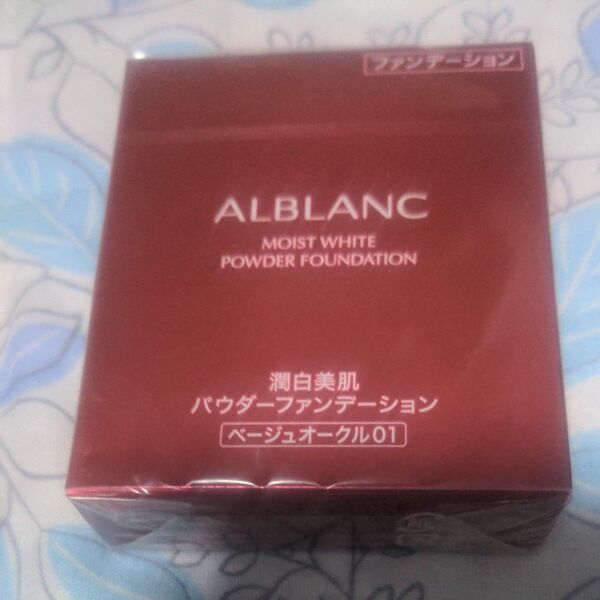 ファンデーション
ALBLANC
MOIST WHITE
POWDER FOUNDATION
潤白美肌
パウダーファンデーション
ベージュオークル01